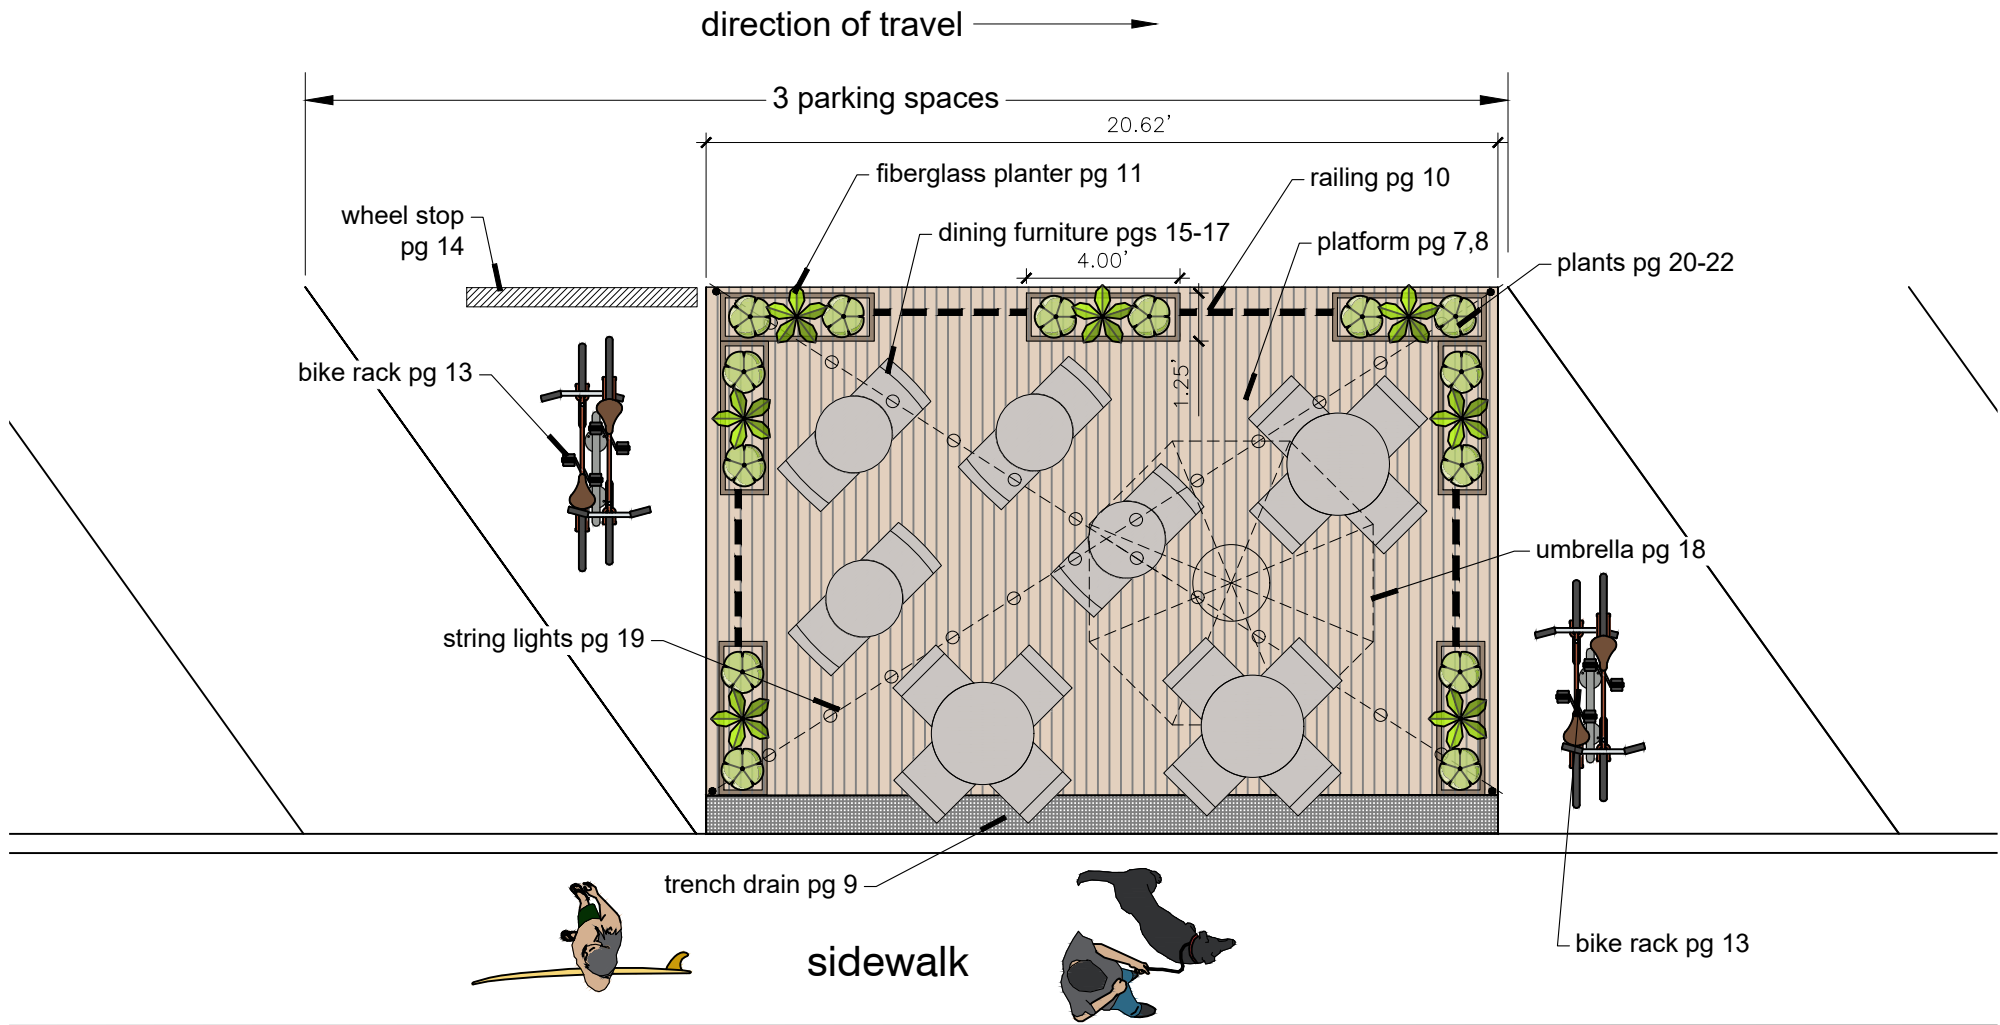 direction of travel
3 parking spaces
20.62'
fiberglass planter pg 11
railing pg 10
wheel stop
pg 14
dining furniture pgs 15-17
platform pg 7,8
4.00'
plants pg 20-22
1.25'
bike rack pg 13
umbrella pg 18
string lights pg 19
trench drain pg 9
sidewalk
bike rack pg 13